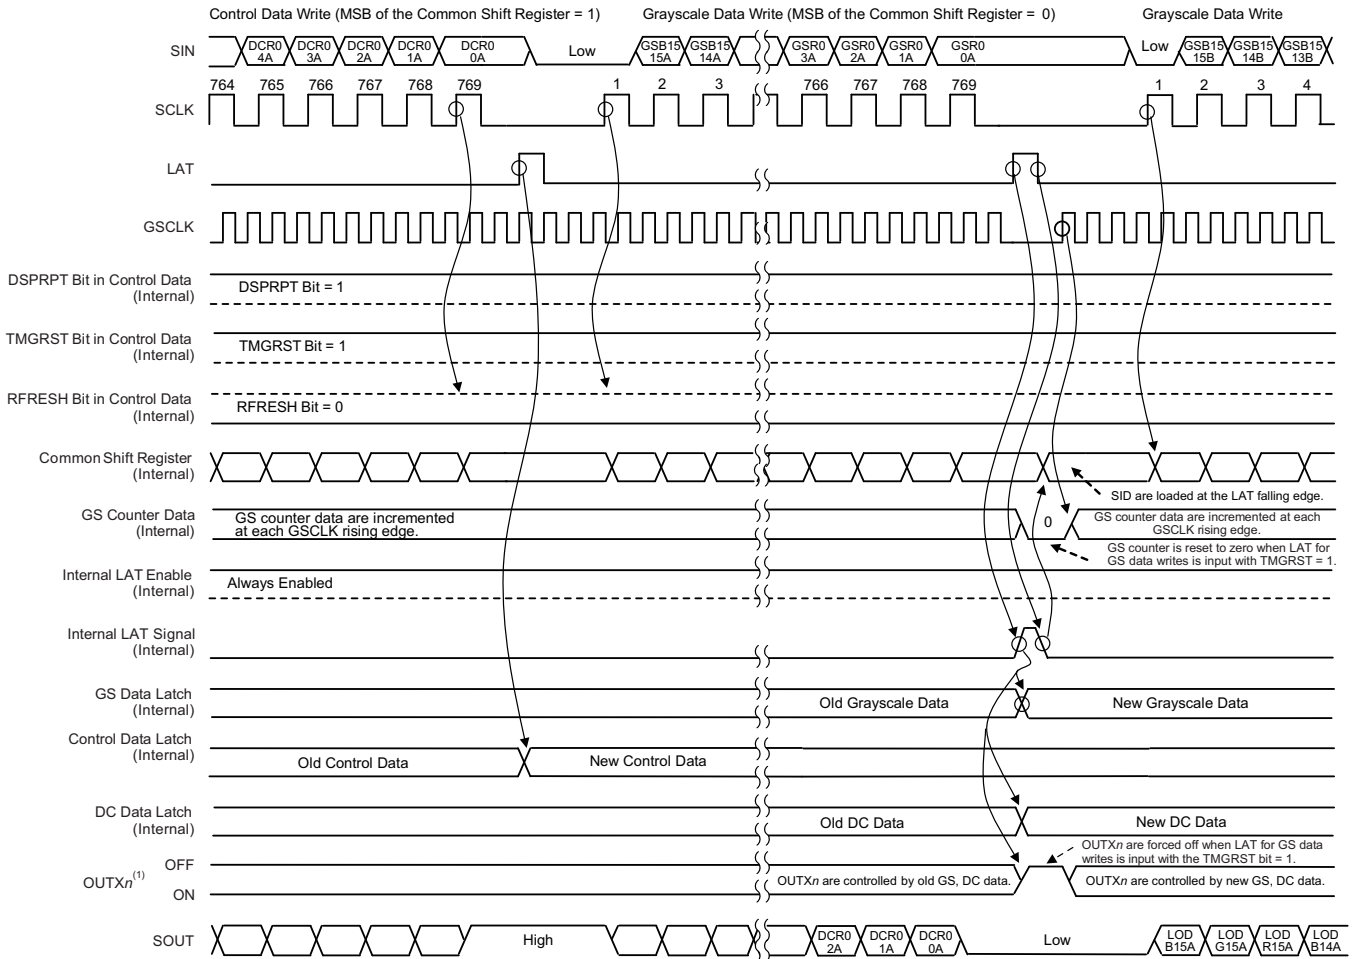 Control Data Write (MSB of the Common Shift Register = 1)
Grayscale Data Write (MSB of the Common Shift Register = 0)
Grayscale Data Write
SIN
DCR0
4A
DCR0
3A
DCR0
2A
DCR0
1A
DCR0
0A
Low
GSB15
15A
GSB15
14A
GSR0
3A
GSR0
2A
GSR0
1A
GSR0
0A
Low
GSB15
15B
GSB15
14B
GSB15
13B
SCLK
764 765 766 767 768 769 1 2 3 766 767 768 769 1 2 3 4
LAT
GSCLK
DSPRPT Bit in Control Data
(Internal)
DSPRPT Bit = 1
TMGRST Bit in Control Data
(Internal)
TMGRST Bit = 1
RFRESH Bit in Control Data
(Internal)
RFRESH Bit = 0
Common Shift Register
(Internal)
SID are loaded at the LAT falling edge.
GS Counter Data
(Internal)
GS counter data are incremented
at each GSCLK rising edge.
0
GS counter data are incremented at each
GSCLK rising edge.
GS counter is reset to zero when LAT for
GS data writes is input with TMGRST = 1.
Internal LAT Enable
(Internal)
Always Enabled
Internal LAT Signal
(Internal)
GS Data Latch
(Internal)
Old Grayscale Data
New Grayscale Data
Control Data Latch
(Internal)
Old Control Data
New Control Data
DC Data Latch
(Internal)
Old DC Data
New DC Data
OUTXn(1)
OFF
ON
OUTXn are forced off when LAT for GS data
writes is input with the TMGRST bit = 1.
OUTXn are controlled by old GS, DC data.
OUTXn are controlled by new GS, DC data.
SOUT
High
DCR0
2A
DCR0
1A
DCR0
0A
Low
LOD
B15A
LOD
G15A
LOD
R15A
LOD
B14A